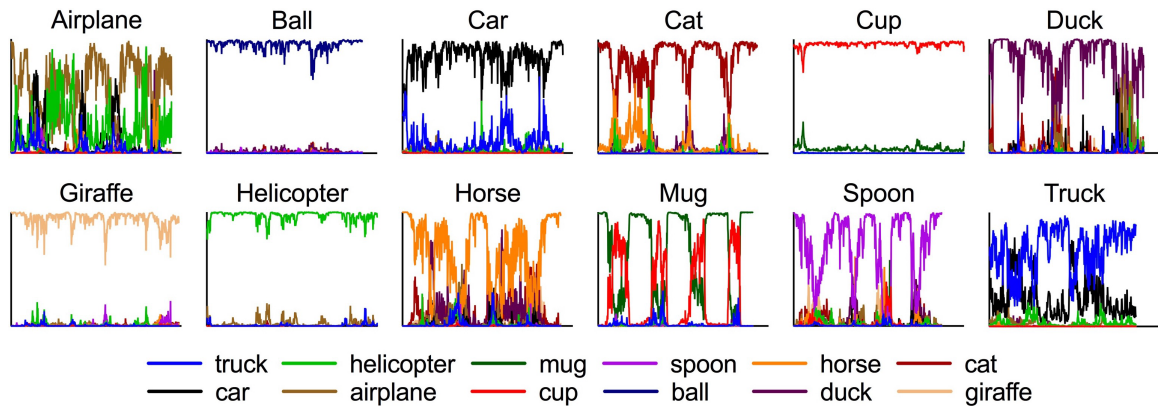 Airplane Ball Car Cat Cup Duck
Giraffe Helicopter Horse Mug Spoon Truck
truck helicopter mug spoon horse cat
car airplane cup ball duck giraffe